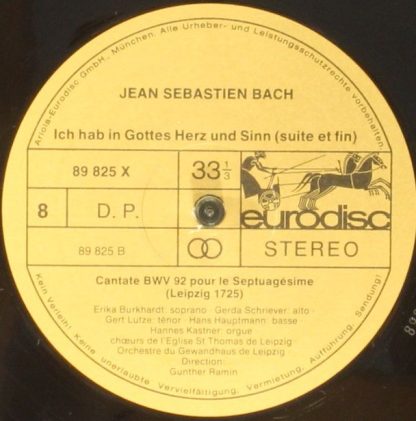 Ariola-Eurodisc GmbH., München. Alle Urheber- und Leistungsschutzrechte vorbehalten.
JEAN SEBASTIEN BACH
Ich hab in Gottes Herz und Sinn (suite et fin)
89 825 X
33 1/3
8
D. P.
eurodisc
89 825 B
STEREO
Cantate BWV 92 pour le Septuagésime
(Leipzig 1725)
Erika Burkhardt: soprano · Gerda Schriever: alto ·
Gert Lutze: ténor · Hans Hauptmann: basse
Hannes Kästner: orgue
chœurs de l'Eglise St Thomas de Leipzig
Orchestre du Gewandhaus de Leipzig
Direction:
Gunther Ramin
Kein Verleih! Keine unerlaubte Vervielfältigung, Vermietung, Aufführung, Sendung!